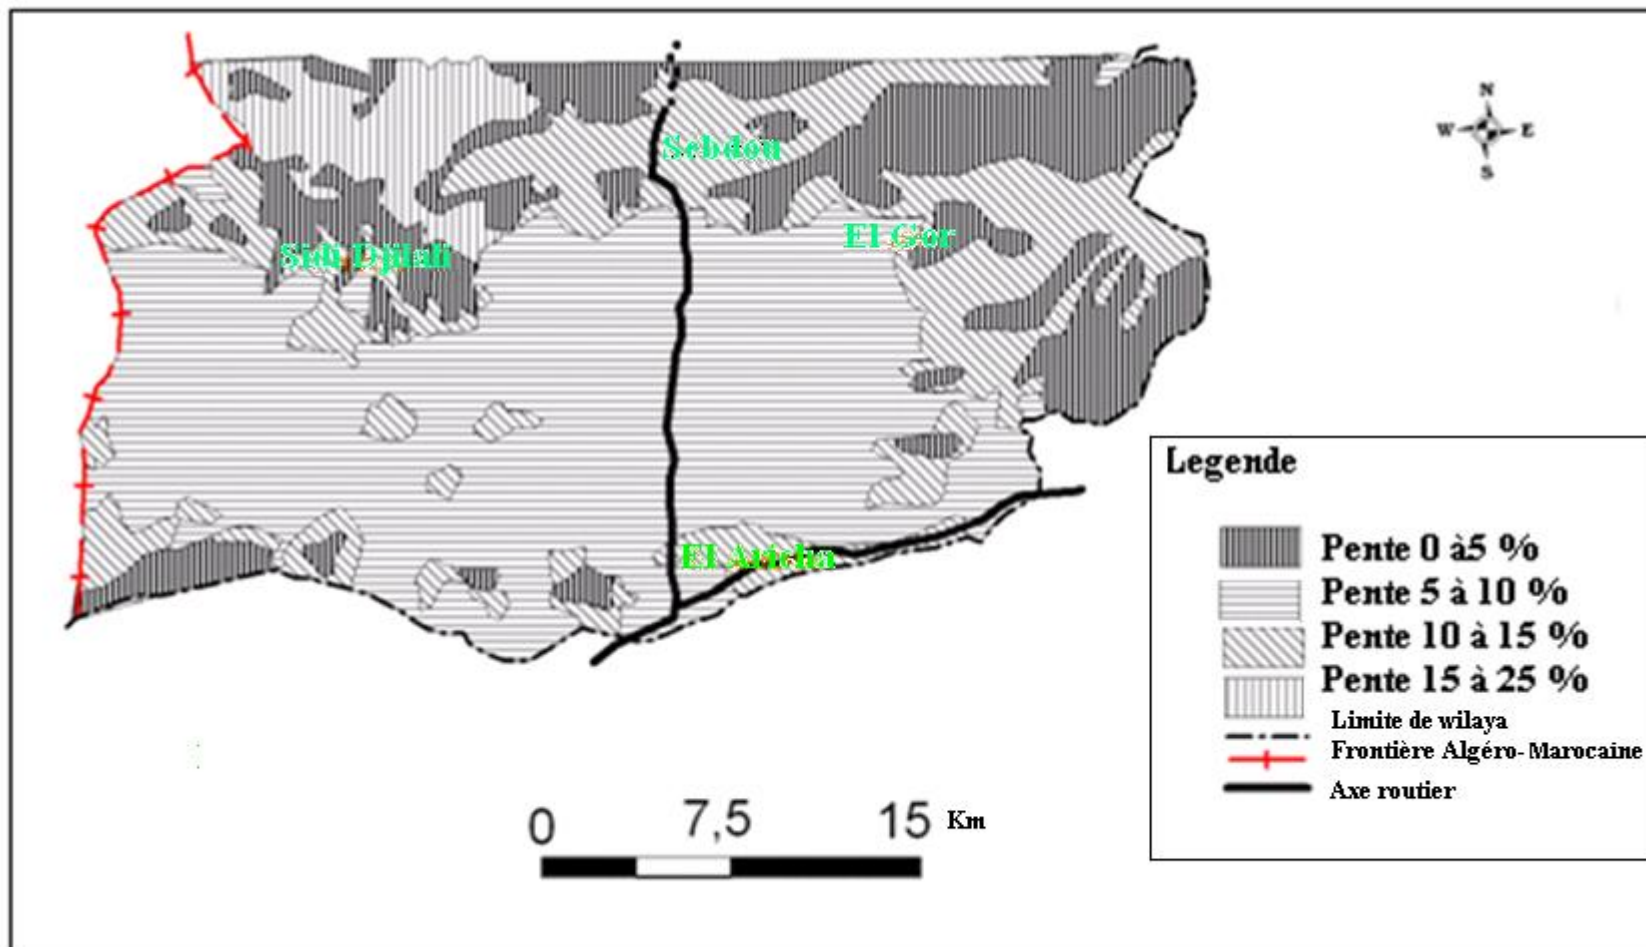 N
W E
S
Sebdou
El Gor
Sidi Djilali
El Aricha
Legende
Pente 0 à5 %
Pente 5 à 10 %
Pente 10 à 15 %
Pente 15 à 25 %
Limite de wilaya
Frontière Algéro-Marocaine
Axe routier
0 7,5 15 Km